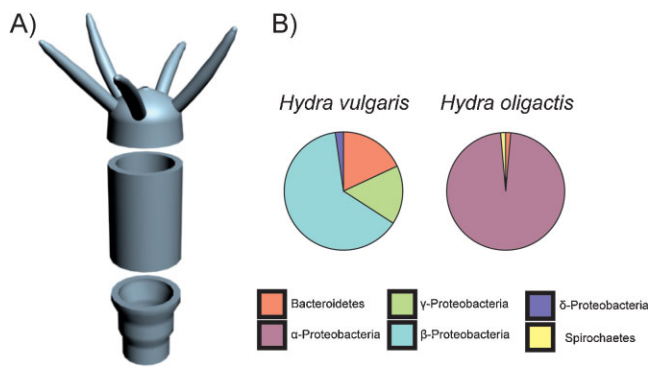 A)
B)
Hydra vulgaris
Hydra oligactis
Bacteroidetes
γ-Proteobacteria
δ-Proteobacteria
α-Proteobacteria
β-Proteobacteria
Spirochaetes